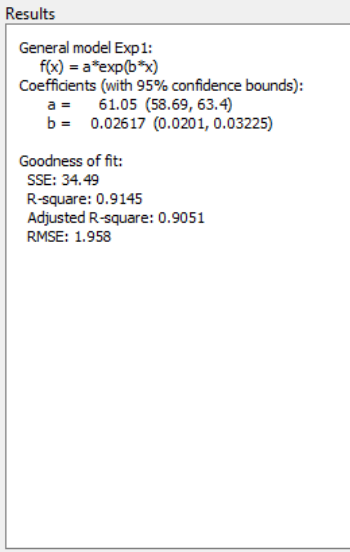 Results
General model Exp1:
f(x) = a*exp(b*x)
Coefficients (with 95% confidence bounds):
a = 61.05 (58.69, 63.4)
b = 0.02617 (0.0201, 0.03225)
Goodness of fit:
SSE: 34.49
R-square: 0.9145
Adjusted R-square: 0.9051
RMSE: 1.958